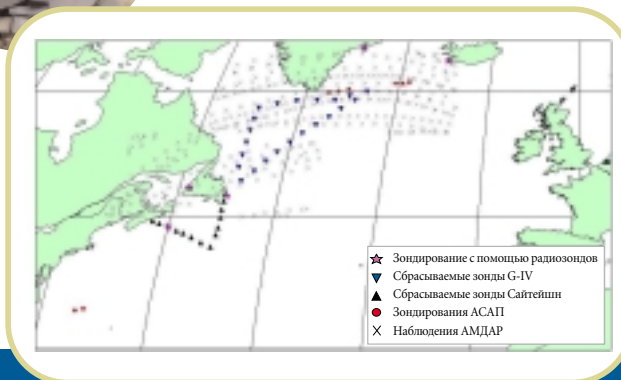 Зондирование с помощью радиозондов
Сбрасываемые зонды G-IV
Сбрасываемые зонды Сайтейшн
Зондирования АСАП
Наблюдения АМДАР